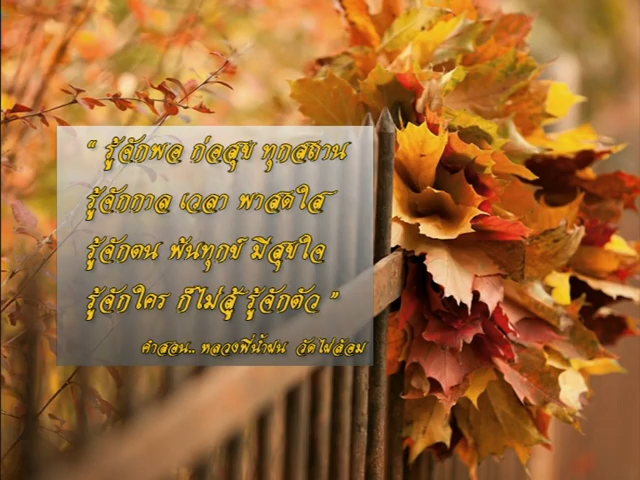 “ รู้จักพอ ก่อสุข ทุกสถาน
รู้จักกาล เวลา พาสดใส
รู้จักตน พ้นทุกข์ มีสุขใจ
รู้จักใคร ก็ไม่สู้ รู้จักตัว ”
คำสอน.. หลวงพี่น้ำฝน วัดไผ่ล้อม